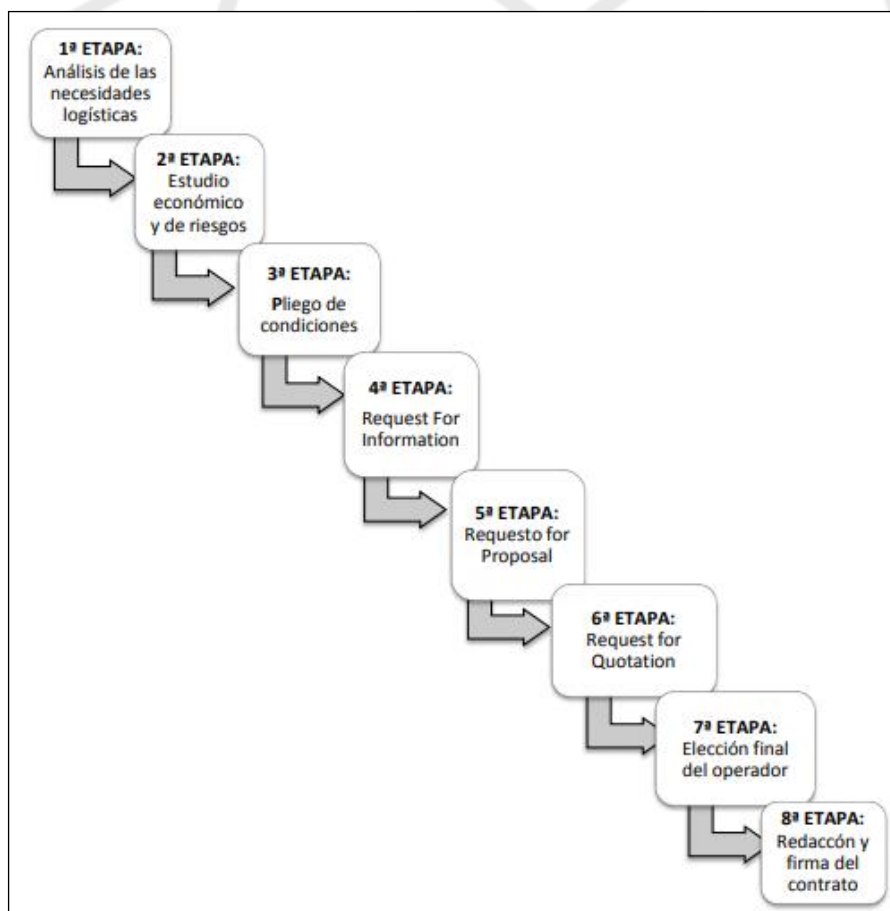 1ª ETAPA:
Análisis de las
necesidades
logísticas
2ª ETAPA:
Estudio
económico
y de riesgos
3ª ETAPA:
Pliego de
condiciones
4ª ETAPA:
Request For
Information
5ª ETAPA:
Requesto for
Proposal
6ª ETAPA:
Request for
Quotation
7ª ETAPA:
Elección final
del operador
8ª ETAPA:
Redaccón y
firma del
contrato